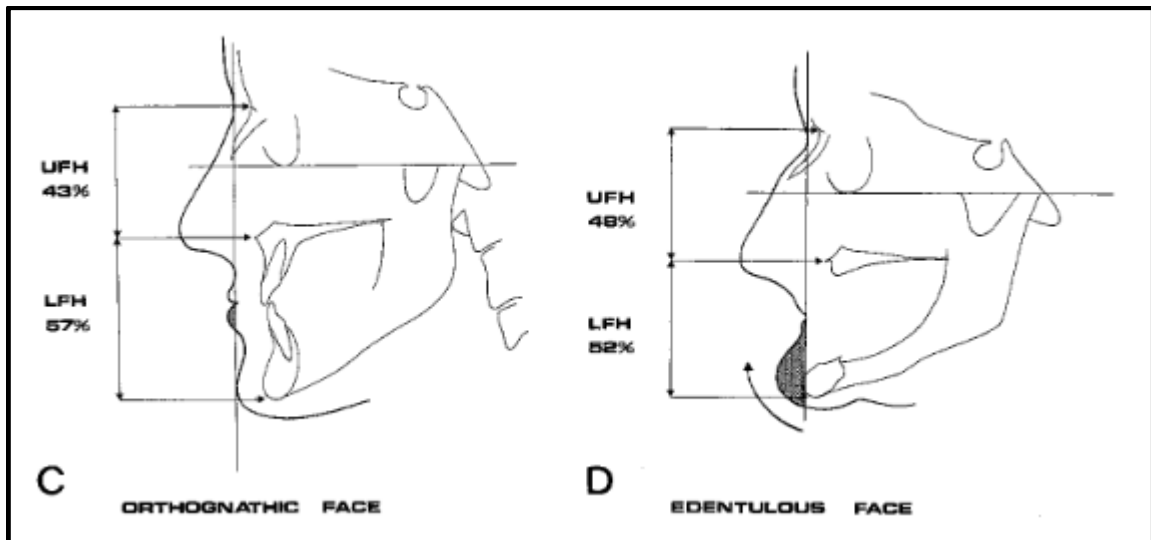 UFH
43%
LFH
57%
C
ORTHOGNATHIC FACE
UFH
48%
LFH
52%
D
EDENTULOUS FACE